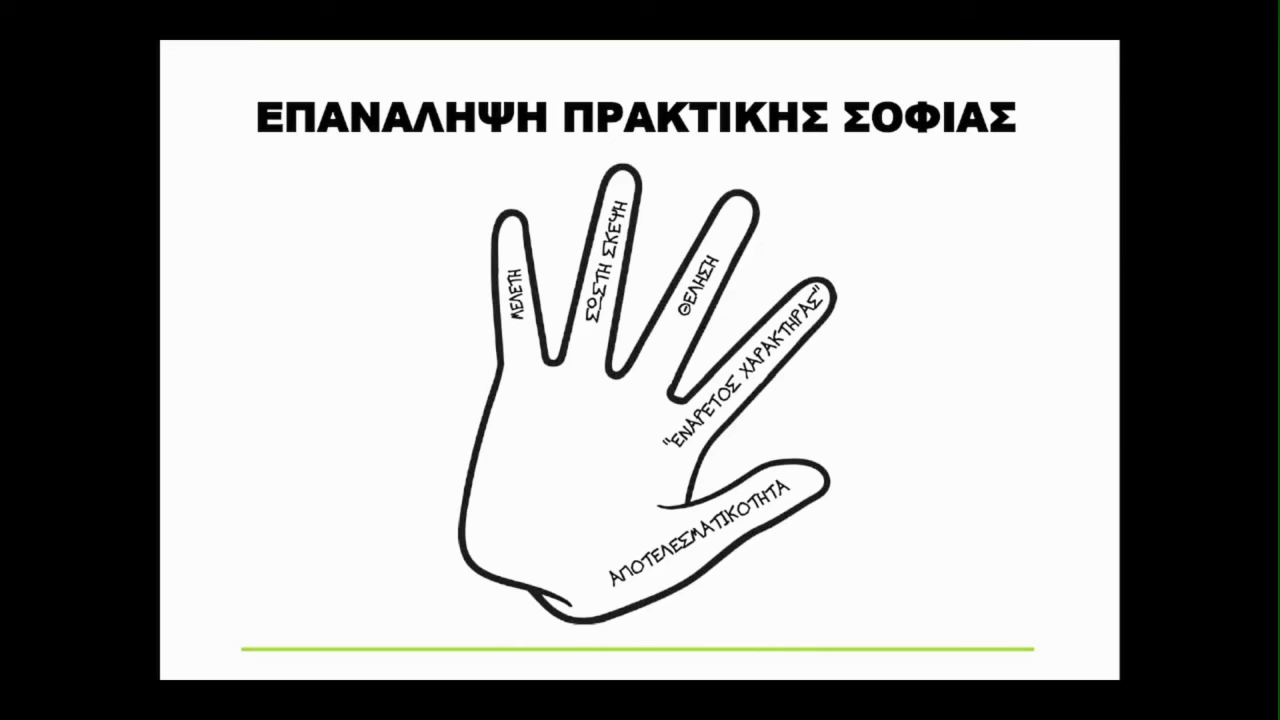 ΕΠΑΝΑΛΗΨΗ ΠΡΑΚΤΙΚΗΣ ΣΟΦΙΑΣ
ΜΕΛΕΤΗ
ΣΩΣΤΗ ΣΚΕΨΗ
ΘΕΛΗΣΗ
"ΕΝΑΡΕΤΟΣ ΧΑΡΑΚΤΗΡΑΣ"
ΑΠΟΤΕΛΕΣΜΑΤΙΚΟΤΗΤΑ